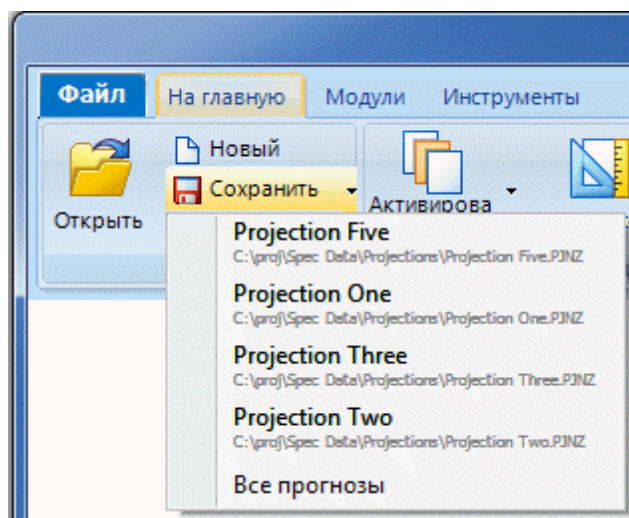 Файл На главную Модули Инструменты
Новый
Сохранить
Открыть
Активирова
Projection Five
C:\proj\Spec Data\Projections\Projection Five.PJNZ
Projection One
C:\proj\Spec Data\Projections\Projection One.PJNZ
Projection Three
C:\proj\Spec Data\Projections\Projection Three.PJNZ
Projection Two
C:\proj\Spec Data\Projections\Projection Two.PJNZ
Все прогнозы